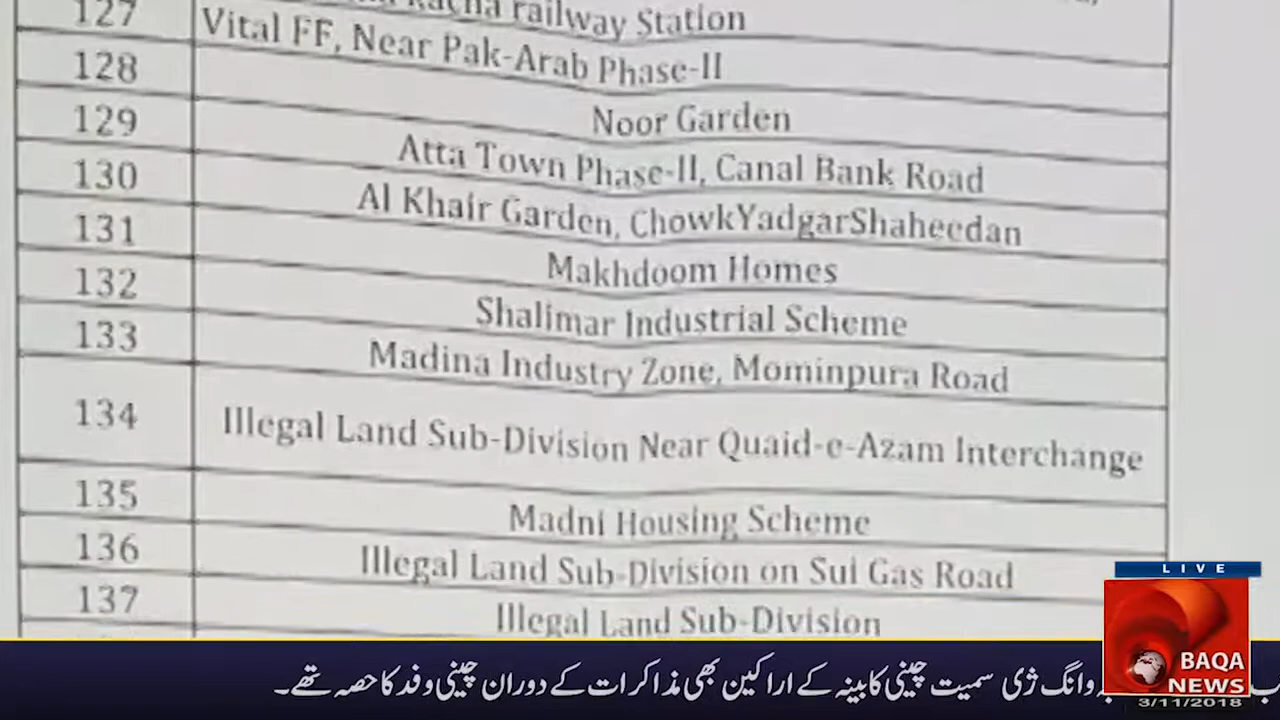 127 railway Station
128 Vital FF, Near Pak-Arab Phase-II
129 Noor Garden
130 Atta Town Phase-II, Canal Bank Road
131 Al Khair Garden, ChowkYadgarShaheedan
132 Makhdoom Homes
133 Shalimar Industrial Scheme
Madina Industry Zone, Mominpura Road
134 Illegal Land Sub-Division Near Quaid-e-Azam Interchange
135 Madni Housing Scheme
136 Illegal Land Sub-Division on Sui Gas Road
137 Illegal Land Sub-Division
LIVE
BAQA
NEWS
3/11/2018
وانگ ژی سمیت چینی کابینہ کے اراکین بھی مذاکرات کے دوران چینی وفد کا حصہ تھے۔